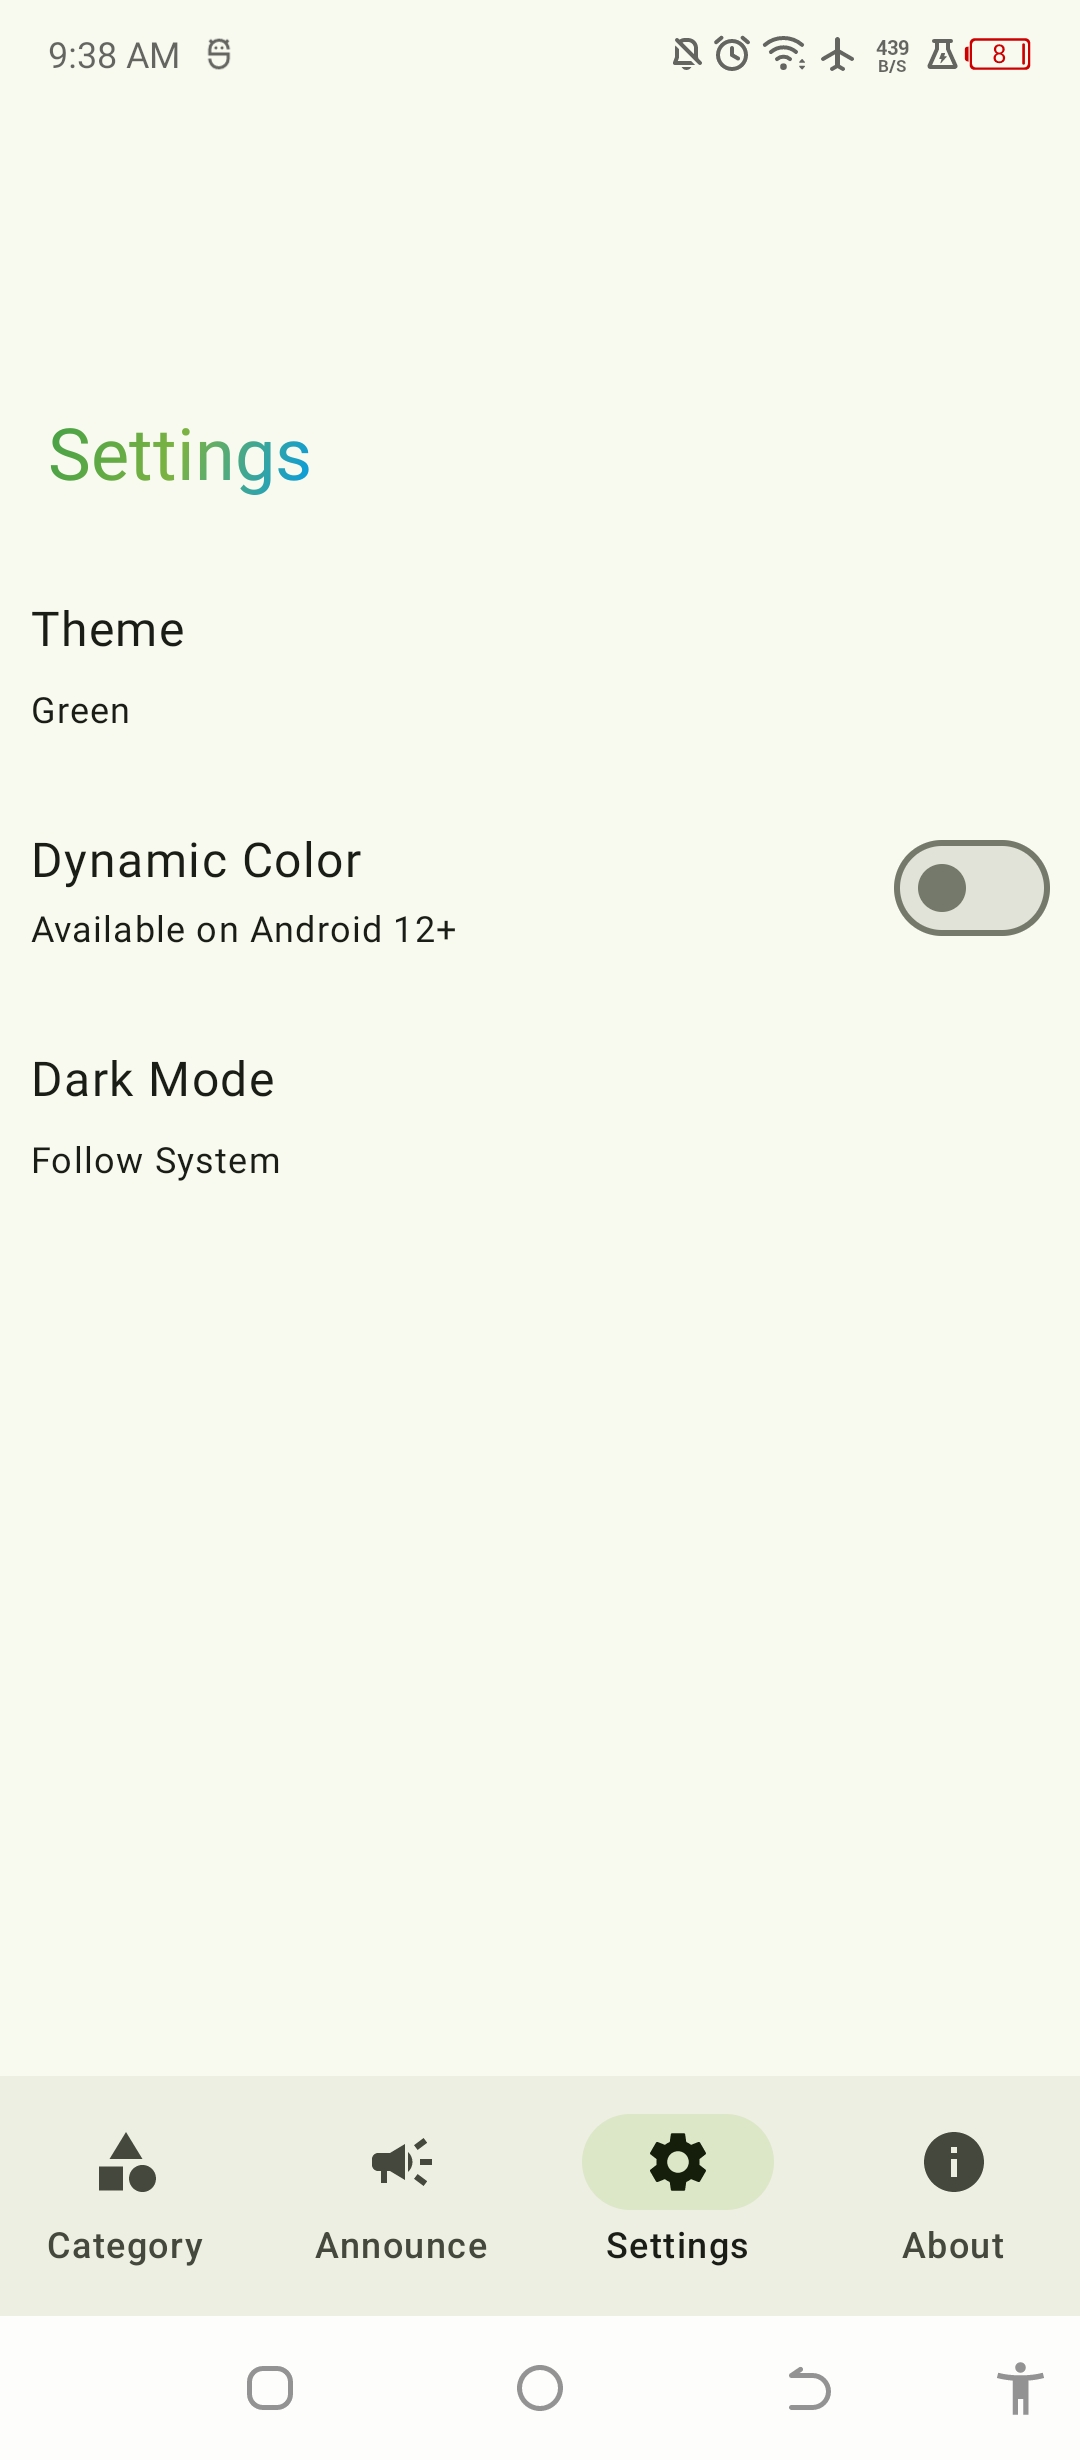 9:38 AM
439
B/S
8
Settings
Theme
Green
Dynamic Color
Available on Android 12+
Dark Mode
Follow System
Category
Announce
Settings
About